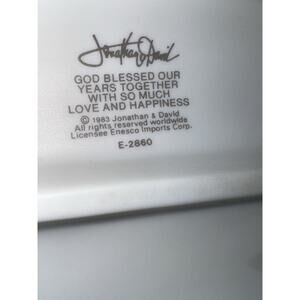 Jonathan & David
GOD BLESSED OUR
YEARS TOGETHER
WITH SO MUCH
LOVE AND HAPPINESS
© 1983 Jonathan & David
All rights reserved worldwide
Licensee Enesco Imports Corp.
E-2860